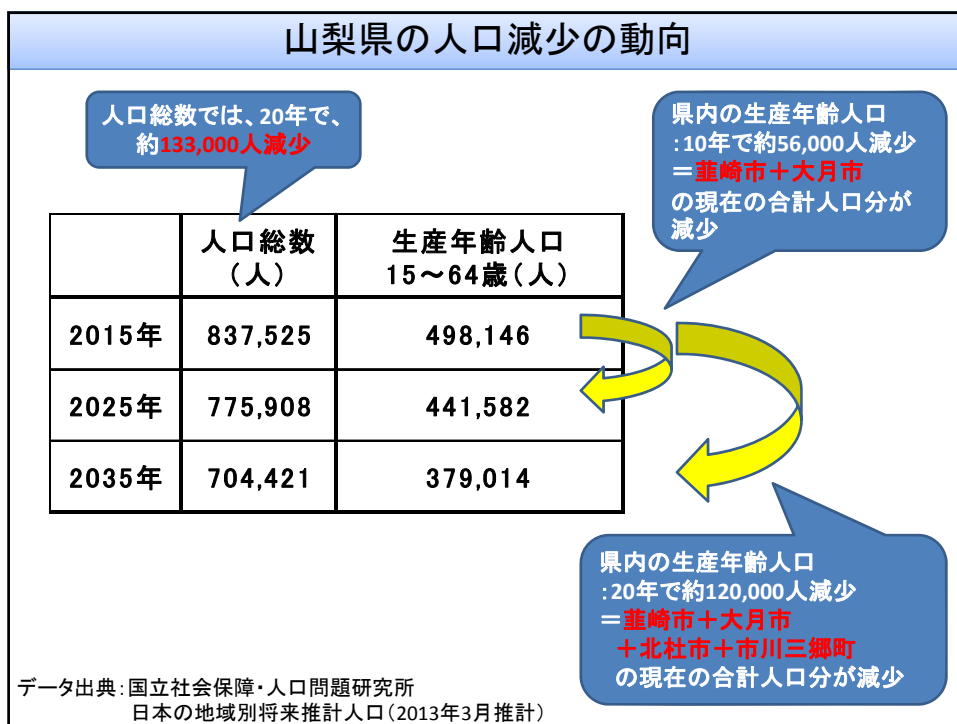 山梨県の人口減少の動向
人口総数では、20年で、
約133,000人減少
県内の生産年齢人口
：10年で約56,000人減少
＝韮崎市＋大月市
の現在の合計人口分が
減少
人口総数
（人）
生産年齢人口
15～64歳（人）
2015年 837,525 498,146
2025年 775,908 441,582
2035年 704,421 379,014
県内の生産年齢人口
：20年で約120,000人減少
＝韮崎市＋大月市
＋北杜市＋市川三郷町
の現在の合計人口分が減少
データ出典：国立社会保障・人口問題研究所
日本の地域別将来推計人口（2013年3月推計）